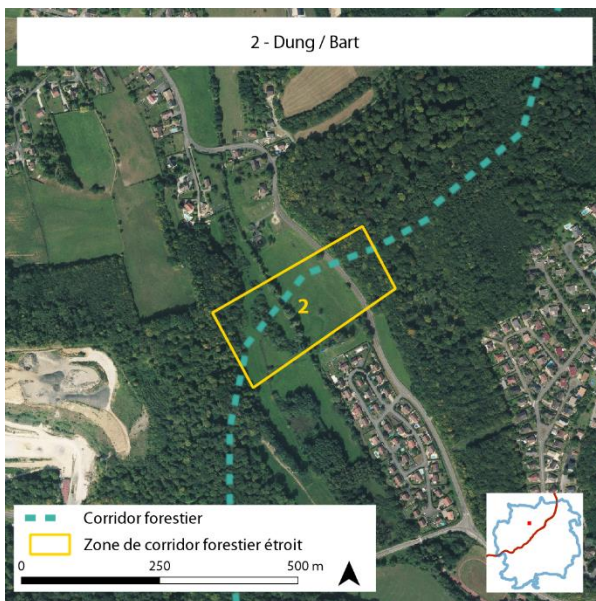 2 - Dung / Bart
2
Corridor forestier
Zone de corridor forestier étroit
0 250 500 m